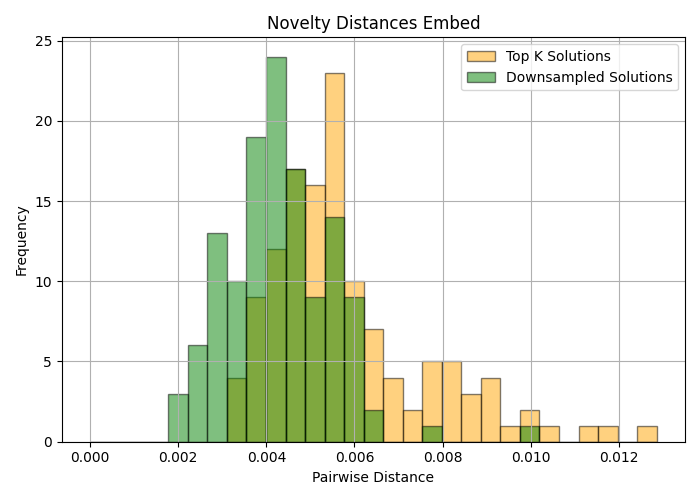 Novelty Distances Embed
Top K Solutions
Downsampled Solutions
Frequency
25
20
15
10
5
0
0.000 0.002 0.004 0.006 0.008 0.010 0.012
Pairwise Distance